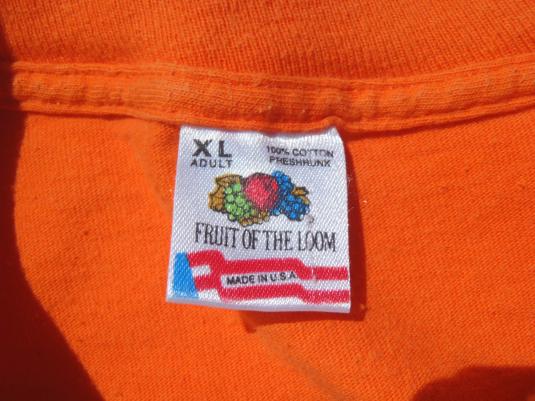 XL
ADULT
100% COTTON
PRESHRUNK
FRUIT OF THE LOOM
MADE IN U.S.A.